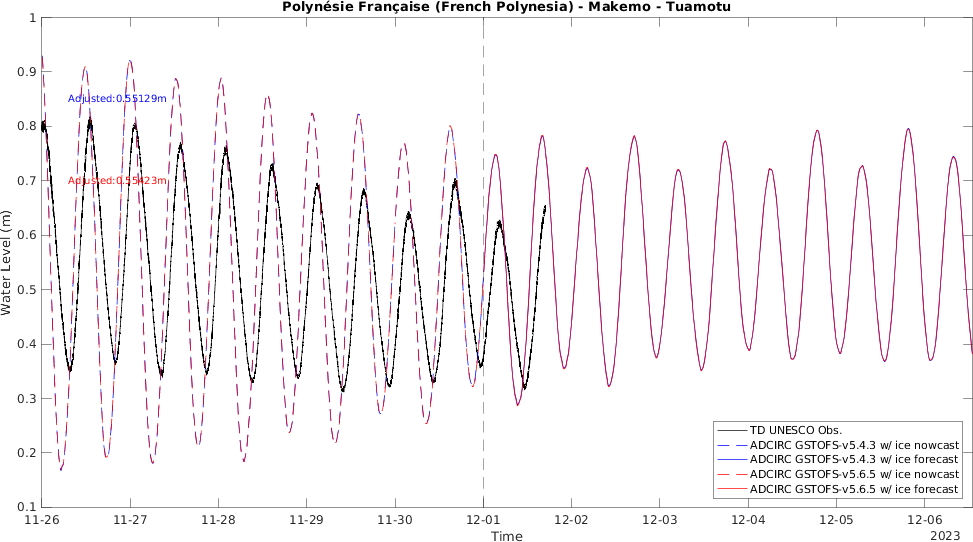 Polynésie Française (French Polynesia) - Makemo - Tuamotu
1
0.9
0.8
0.7
0.6
0.5
0.4
0.3
0.2
0.1
Water Level (m)
Adjusted:0.55129m
Adjusted:0.55423m
TD UNESCO Obs.
ADCIRC GSTOFS-v5.4.3 w/ ice nowcast
ADCIRC GSTOFS-v5.4.3 w/ ice forecast
ADCIRC GSTOFS-v5.6.5 w/ ice nowcast
ADCIRC GSTOFS-v5.6.5 w/ ice forecast
11-26 11-27 11-28 11-29 11-30 12-01 12-02 12-03 12-04 12-05 12-06
Time
2023